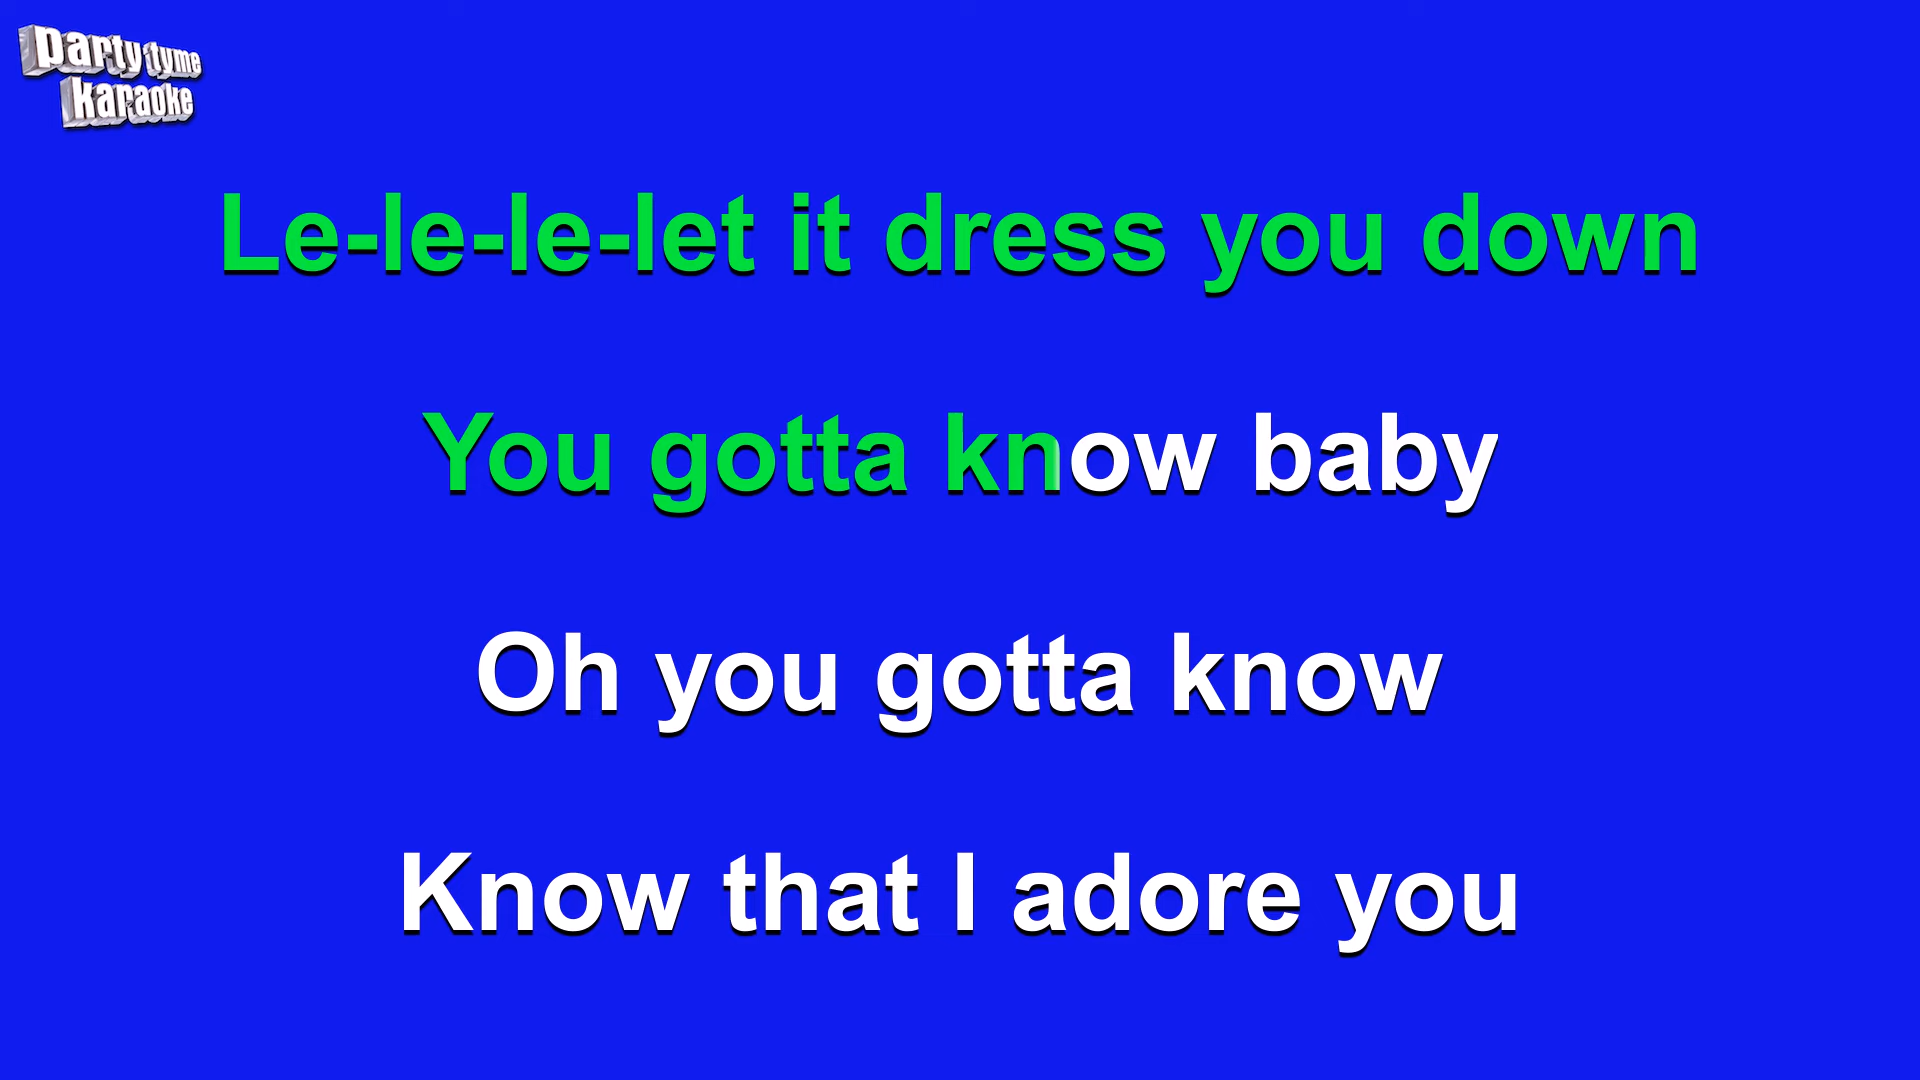 party tyme
karaoke
Le-le-le-let it dress you down
You gotta know baby
Oh you gotta know
Know that I adore you